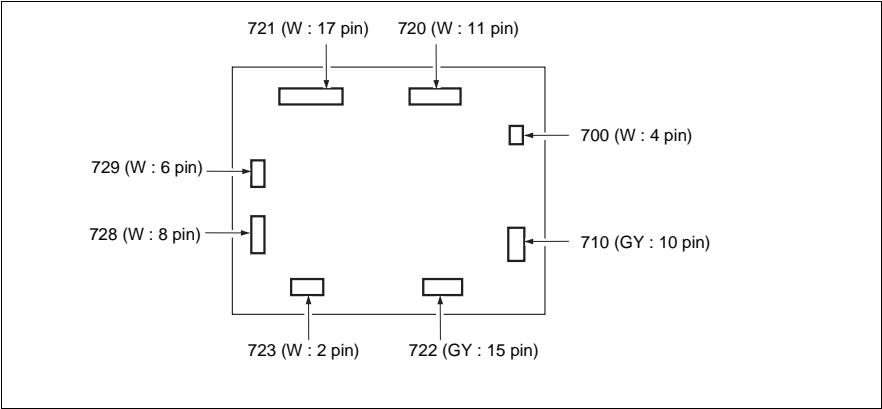 721 (W : 17 pin) 720 (W : 11 pin)
700 (W : 4 pin)
729 (W : 6 pin)
728 (W : 8 pin)
710 (GY : 10 pin)
723 (W : 2 pin) 722 (GY : 15 pin)